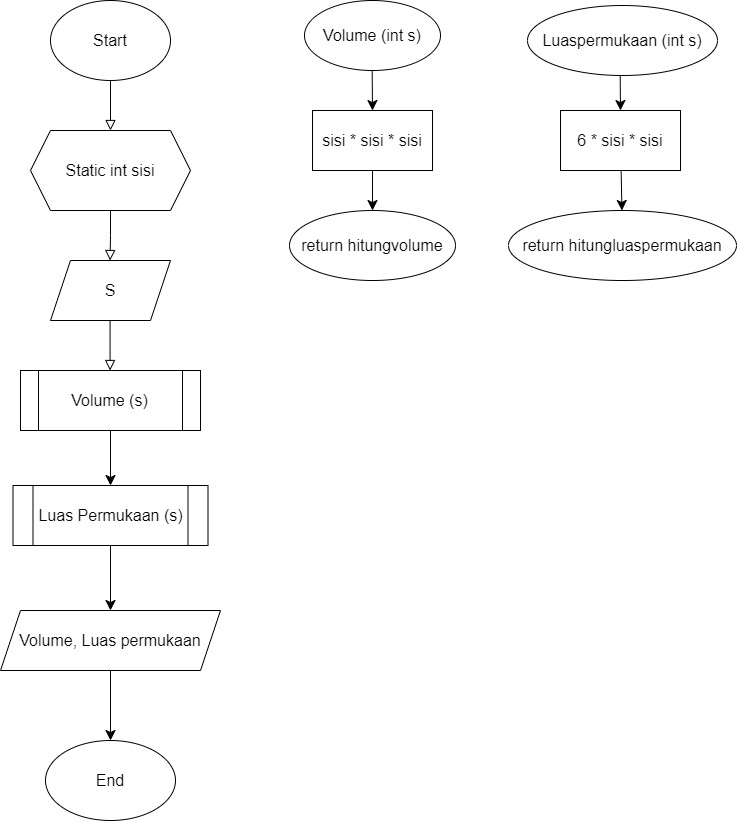 Start
Static int sisi
S
Volume (s)
Luas Permukaan (s)
Volume, Luas permukaan
End
Volume (int s)
sisi * sisi * sisi
return hitungvolume
Luaspermukaan (int s)
6 * sisi * sisi
return hitungluaspermukaan